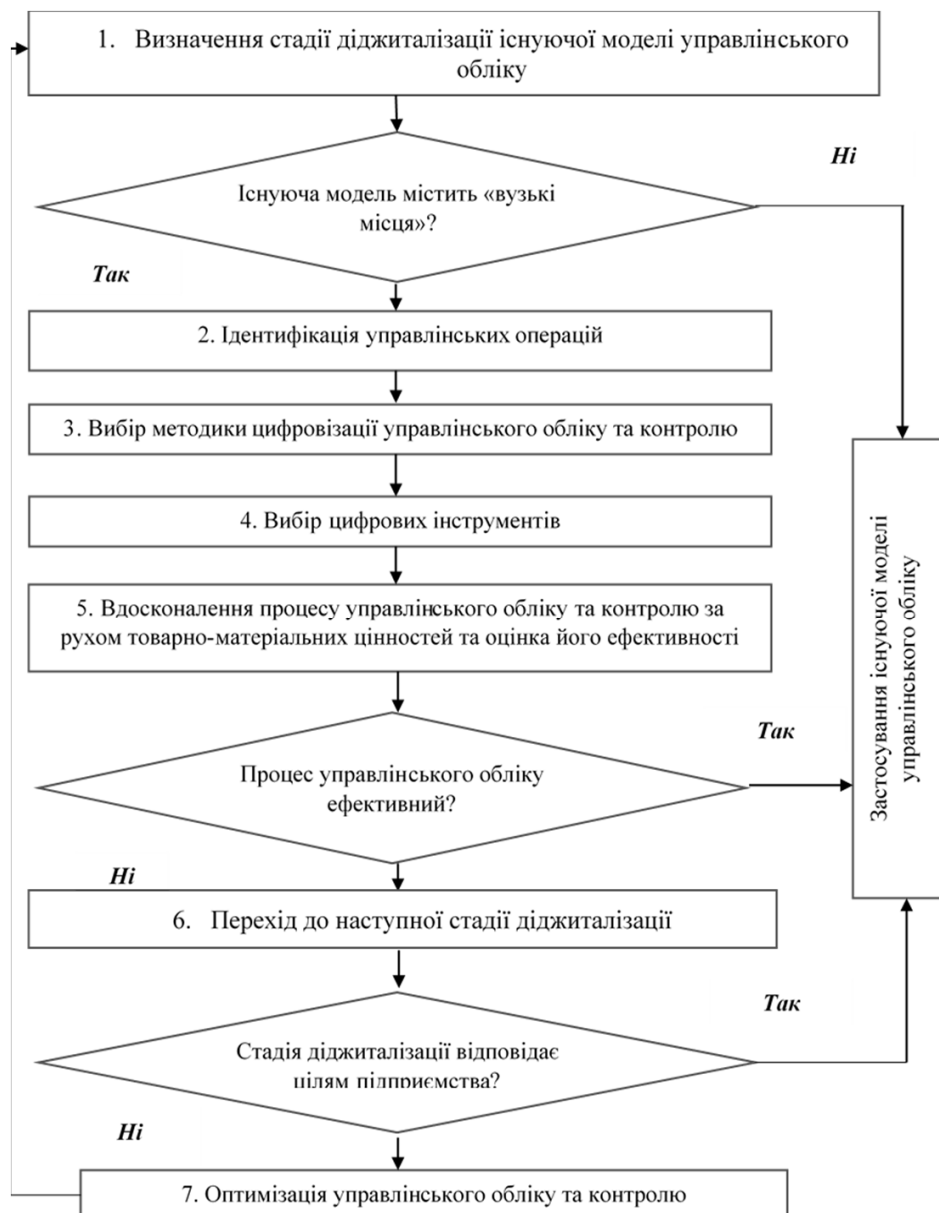 1. Визначення стадії діджиталізації існуючої моделі управлінського
обліку
Ні
Існуюча модель містить «вузькі
місця»?
Так
2. Ідентифікація управлінських операцій
3. Вибір методики цифровізації управлінського обліку та контролю
4. Вибір цифрових інструментів
5. Вдосконалення процесу управлінського обліку та контролю за
рухом товарно-матеріальних цінностей та оцінка його ефективності
Застосування існуючої моделі
управлінського обліку
Так
Процес управлінського обліку
ефективний?
Ні
6. Перехід до наступної стадії діджиталізації
Так
Стадія діджиталізації відповідає
цілям підприємства?
Ні
7. Оптимізація управлінського обліку та контролю